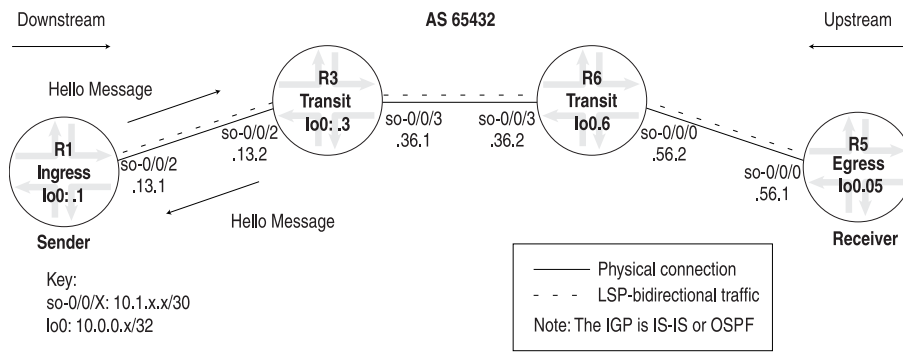 Downstream
AS 65432
Upstream
Hello Message
R3
Transit
lo0: .3
R6
Transit
lo0.6
so-0/0/2
.13.2
so-0/0/3
.36.1
so-0/0/3
.36.2
so-0/0/0
.56.2
R1
Ingress
lo0: .1
so-0/0/2
.13.1
so-0/0/0
.56.1
R5
Egress
lo0.05
Hello Message
Sender
Receiver
Key:
so-0/0/X: 10.1.x.x/30
lo0: 10.0.0.x/32
Physical connection
LSP-bidirectional traffic
Note: The IGP is IS-IS or OSPF